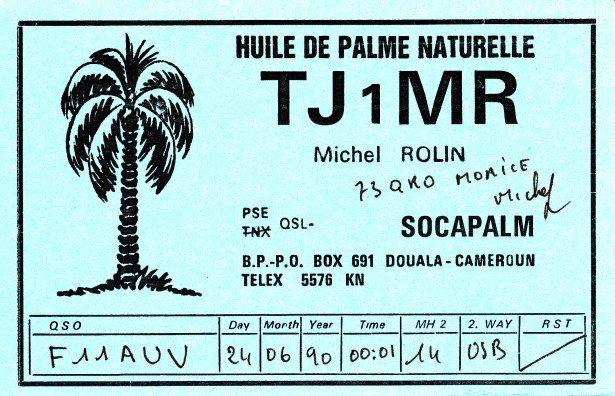 HUILE DE PALME NATURELLE
TJ1MR
Michel ROLIN
73 QRO MORICE
Michel
PSE
TNX QSL-
SOCAPALM
B.P.-P.O. BOX 691 DOUALA-CAMEROUN
TELEX 5576 KN
QSO Day Month Year Time MH2 2. WAY RST
F11AUV 24 06 90 00:01 14 USB